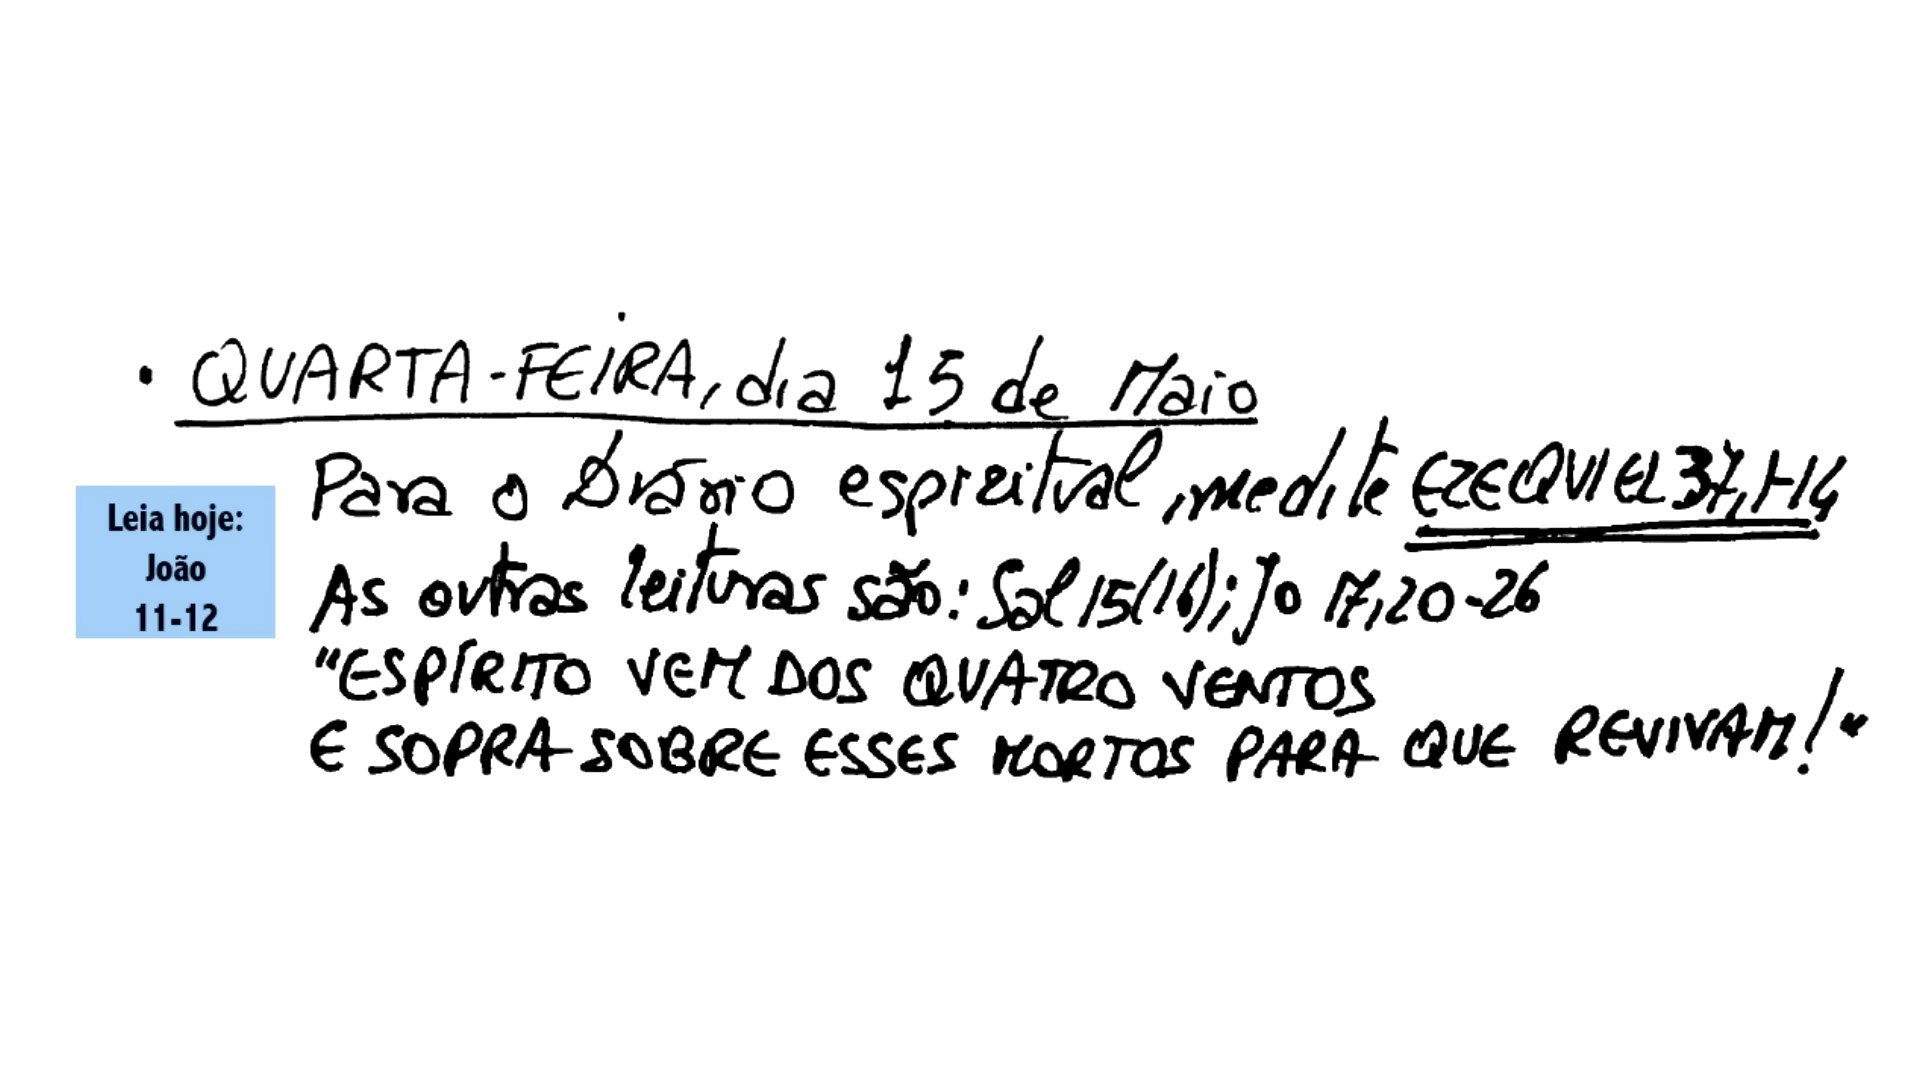 • QUARTA-FEIRA, dia 15 de Maio
Para o Diário espiritual, medite EZEQUIEL 37,1-14
Leia hoje:
João
11-12
As outras leituras são: Sal 15(16); Jo 17,20-26
"ESPÍRITO VEM DOS QUATRO VENTOS
E SOPRA SOBRE ESSES MORTOS PARA QUE REVIVAM!"